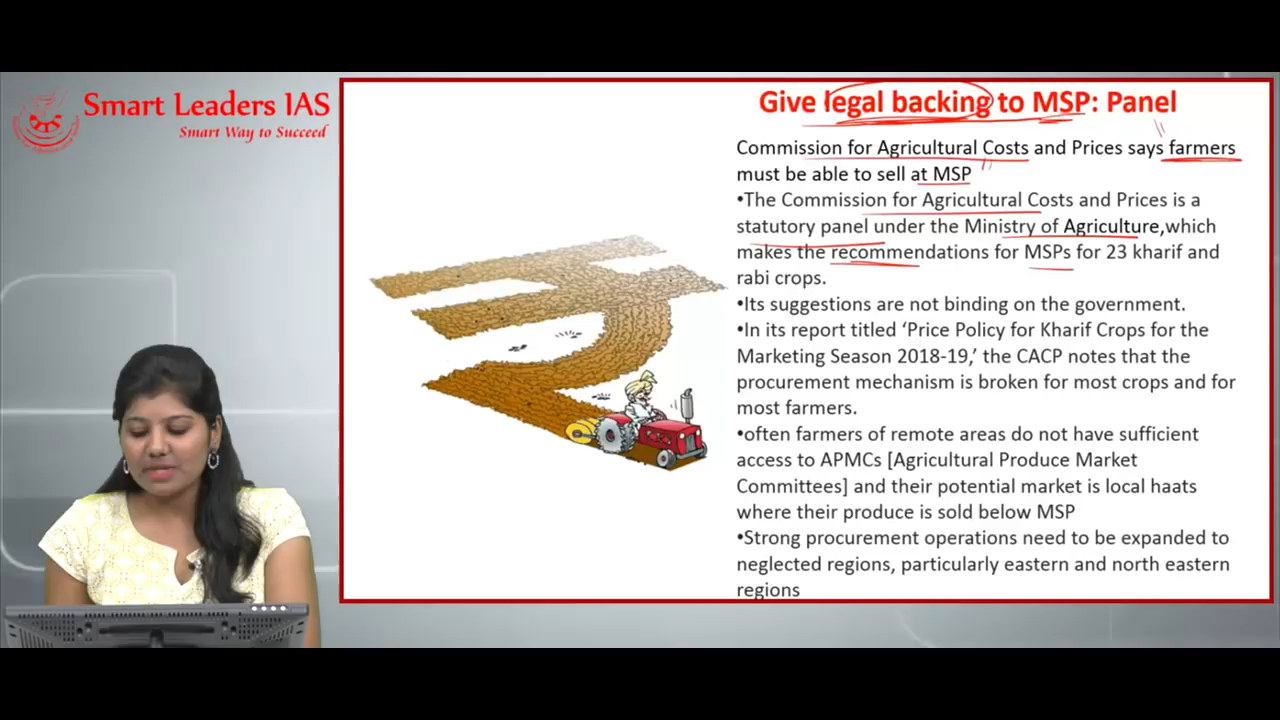 Smart Leaders IAS
Smart Way to Succeed
Give legal backing to MSP: Panel
Commission for Agricultural Costs and Prices says farmers
must be able to sell at MSP
•The Commission for Agricultural Costs and Prices is a
statutory panel under the Ministry of Agriculture,which
makes the recommendations for MSPs for 23 kharif and
rabi crops.
•Its suggestions are not binding on the government.
•In its report titled ‘Price Policy for Kharif Crops for the
Marketing Season 2018-19,’ the CACP notes that the
procurement mechanism is broken for most crops and for
most farmers.
•often farmers of remote areas do not have sufficient
access to APMCs [Agricultural Produce Market
Committees] and their potential market is local haats
where their produce is sold below MSP
•Strong procurement operations need to be expanded to
neglected regions, particularly eastern and north eastern
regions